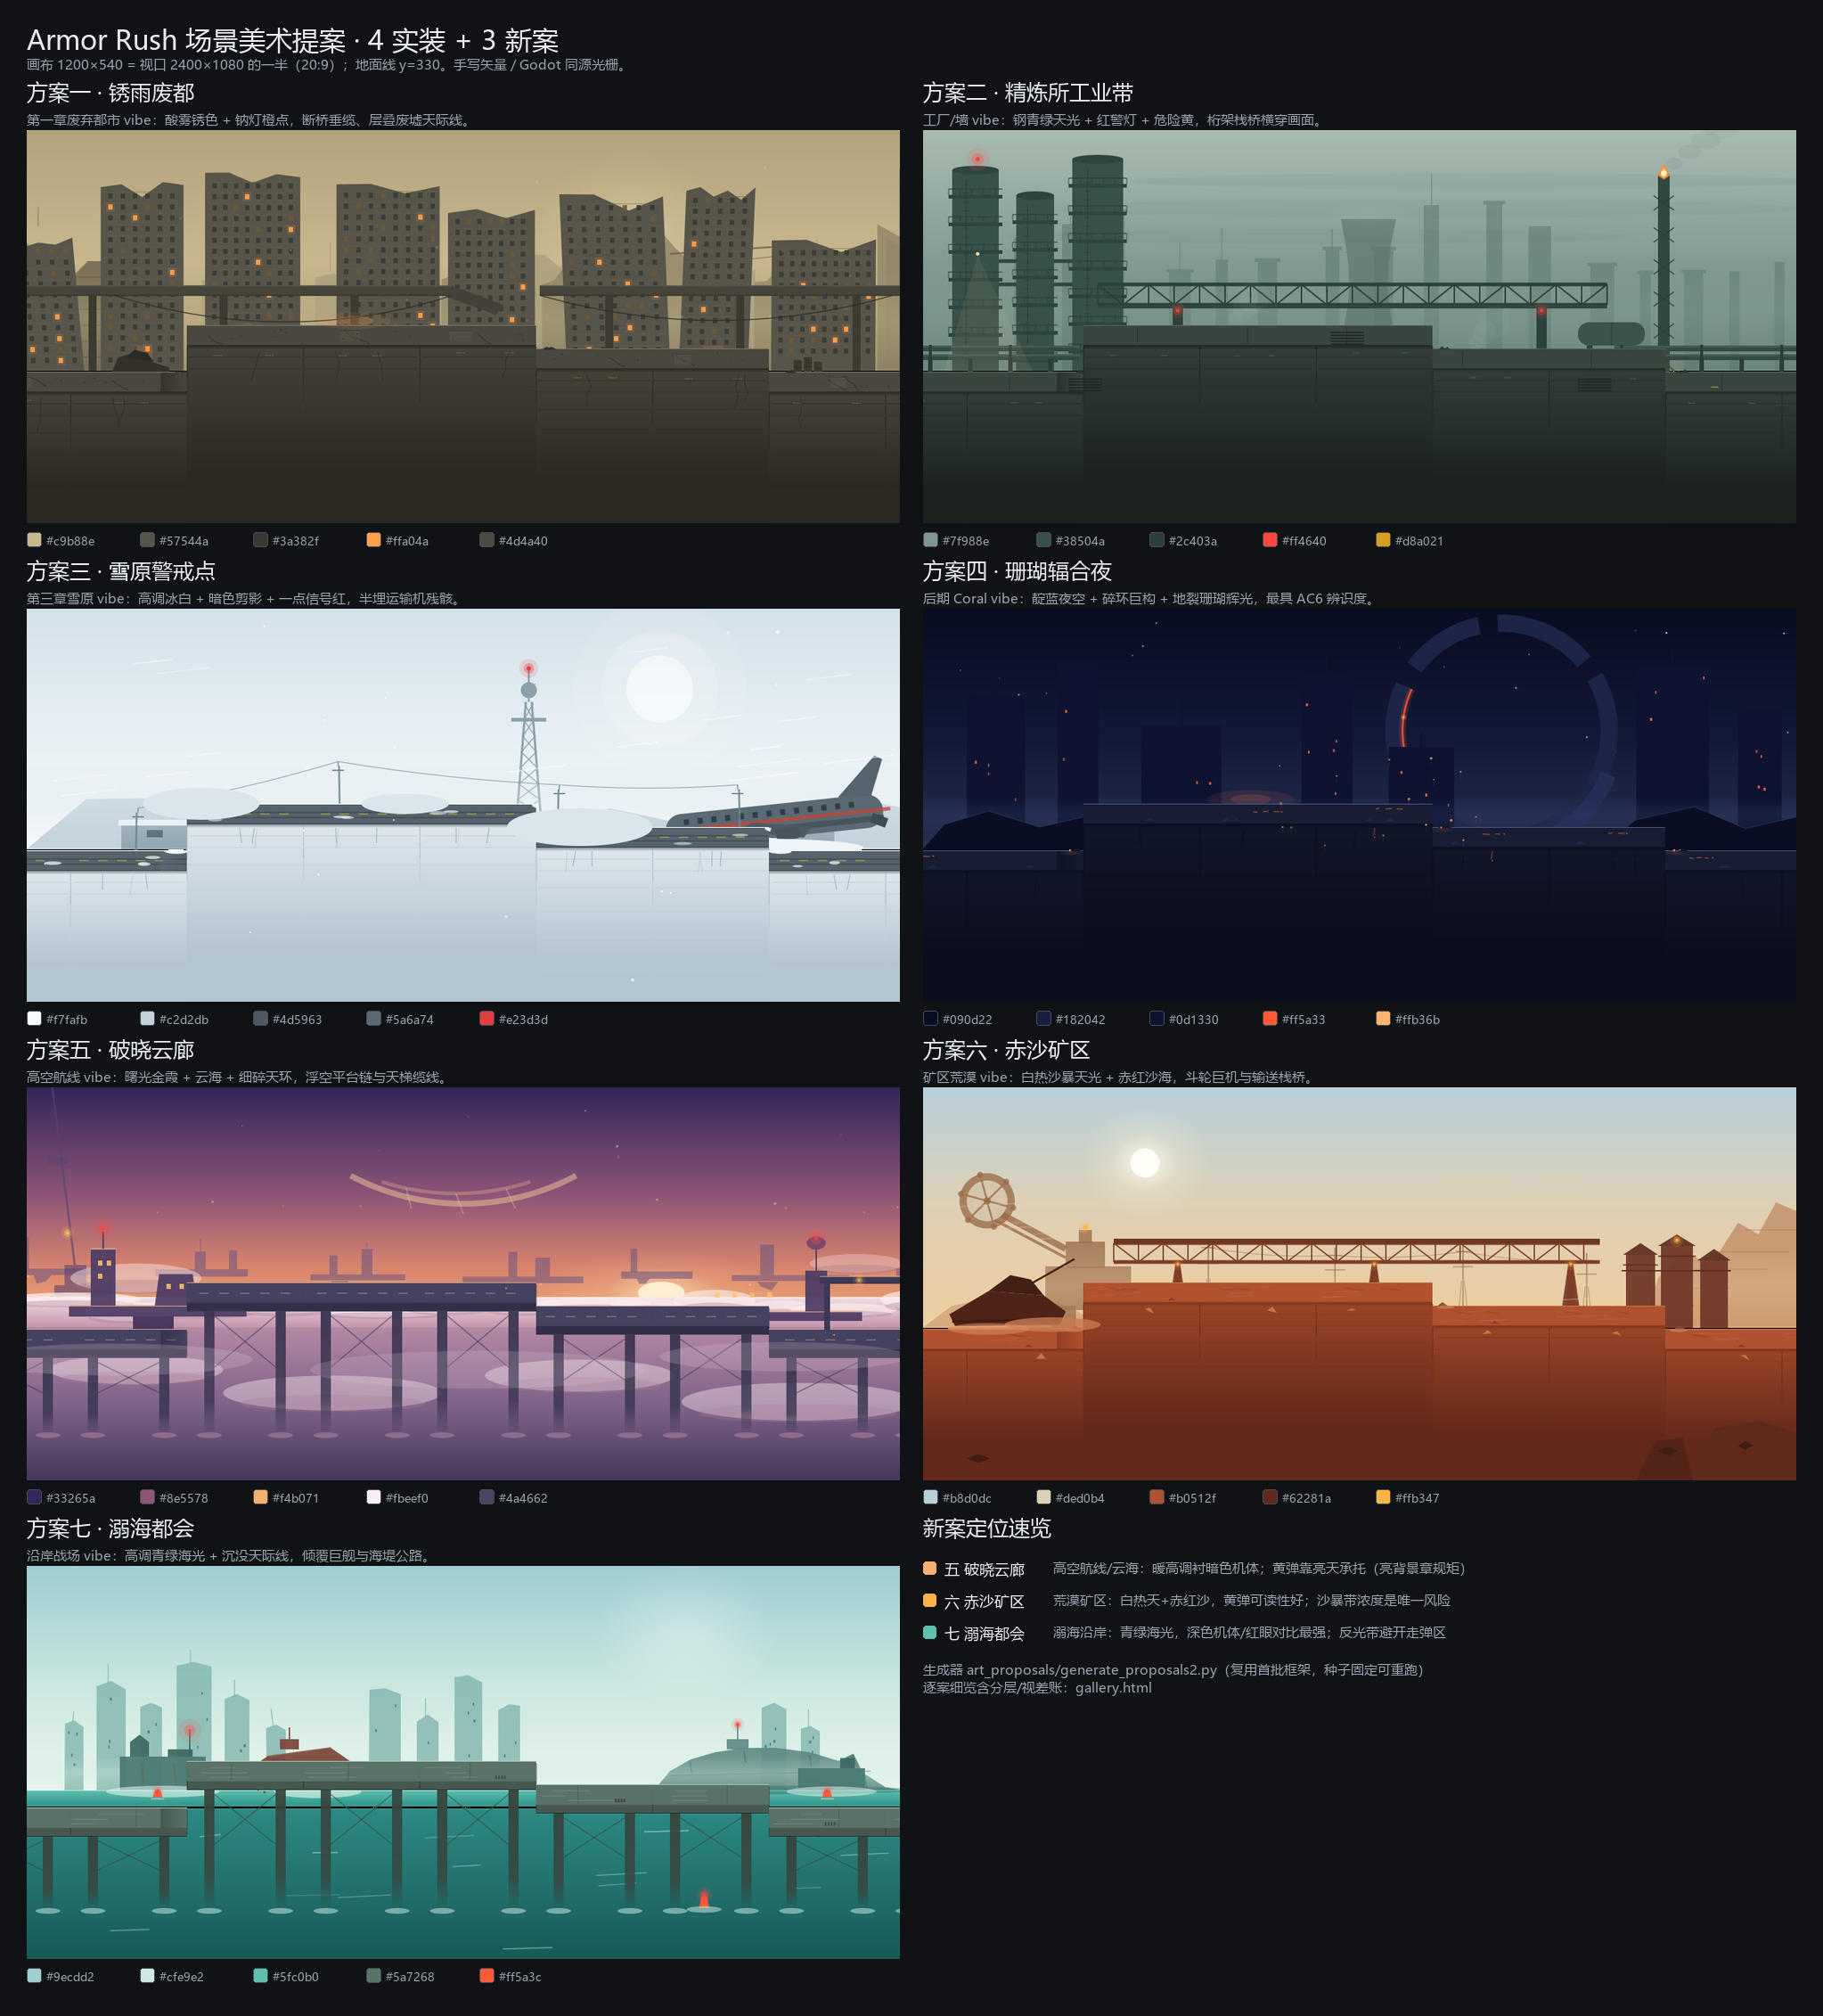 Armor Rush 场景美术提案 · 4 实装 + 3 新案
画布 1200×540 = 视口 2400×1080 的一半（20:9）；地面线 y=330。手写矢量 / Godot 同源光栅。
方案一 · 锈雨废都
第一章废弃都市 vibe：酸雾锈色 + 钠灯橙点，断桥垂缆、层叠废墟天际线。
#c9b88e #57544a #3a382f #ffa04a #4d4a40
方案二 · 精炼所工业带
工厂/墙 vibe：钢青绿天光 + 红警灯 + 危险黄，桁架栈桥横穿画面。
#7f988e #38504a #2c403a #ff4640 #d8a021
方案三 · 雪原警戒点
第三章雪原 vibe：高调冰白 + 暗色剪影 + 一点信号红，半埋运输机残骸。
#f7fafb #c2d2db #4d5963 #5a6a74 #e23d3d
方案四 · 珊瑚辐合夜
后期 Coral vibe：靛蓝夜空 + 碎环巨构 + 地裂珊瑚辉光，最具 AC6 辨识度。
#090d22 #182042 #0d1330 #ff5a33 #ffb36b
方案五 · 破晓云廊
高空航线 vibe：曙光金霞 + 云海 + 细碎天环，浮空平台链与天梯缆线。
#33265a #8e5578 #f4b071 #fbeef0 #4a4662
方案六 · 赤沙矿区
矿区荒漠 vibe：白热沙暴天光 + 赤红沙海，斗轮巨机与输送栈桥。
#b8d0dc #ded0b4 #b0512f #62281a #ffb347
方案七 · 溺海都会
沿岸战场 vibe：高调青绿海光 + 沉没天际线，倾覆巨舰与海堤公路。
#9ecdd2 #cfe9e2 #5fc0b0 #5a7268 #ff5a3c
新案定位速览
五 破晓云廊 高空航线/云海：暖高调衬暗色机体；黄弹靠亮天承托（亮背景章规矩）
六 赤沙矿区 荒漠矿区：白热天+赤红沙，黄弹可读性好；沙暴带浓度是唯一风险
七 溺海都会 溺海沿岸：青绿海光，深色机体/红眼对比最强；反光带避开走弹区
生成器 art_proposals/generate_proposals2.py（复用首批框架，种子固定可重跑）
逐案细览含分层/视差账：gallery.html